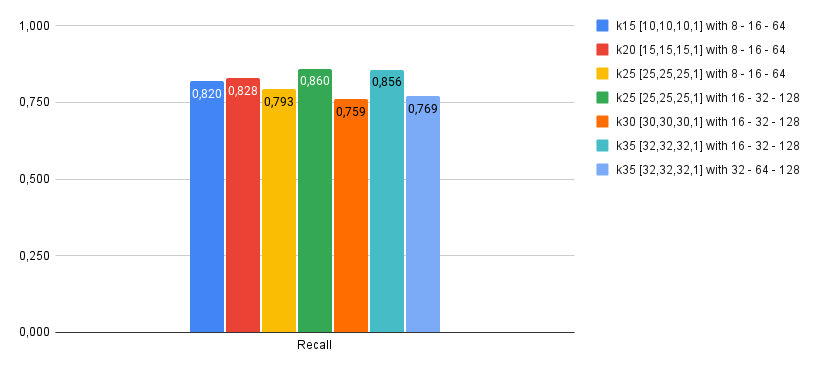 1,000
0,750
0,500
0,250
0,000
0,820
0,828
0,793
0,860
0,759
0,856
0,769
Recall
k15 [10,10,10,1] with 8 - 16 - 64
k20 [15,15,15,1] with 8 - 16 - 64
k25 [25,25,25,1] with 8 - 16 - 64
k25 [25,25,25,1] with 16 - 32 - 128
k30 [30,30,30,1] with 16 - 32 - 128
k35 [32,32,32,1] with 16 - 32 - 128
k35 [32,32,32,1] with 32 - 64 - 128